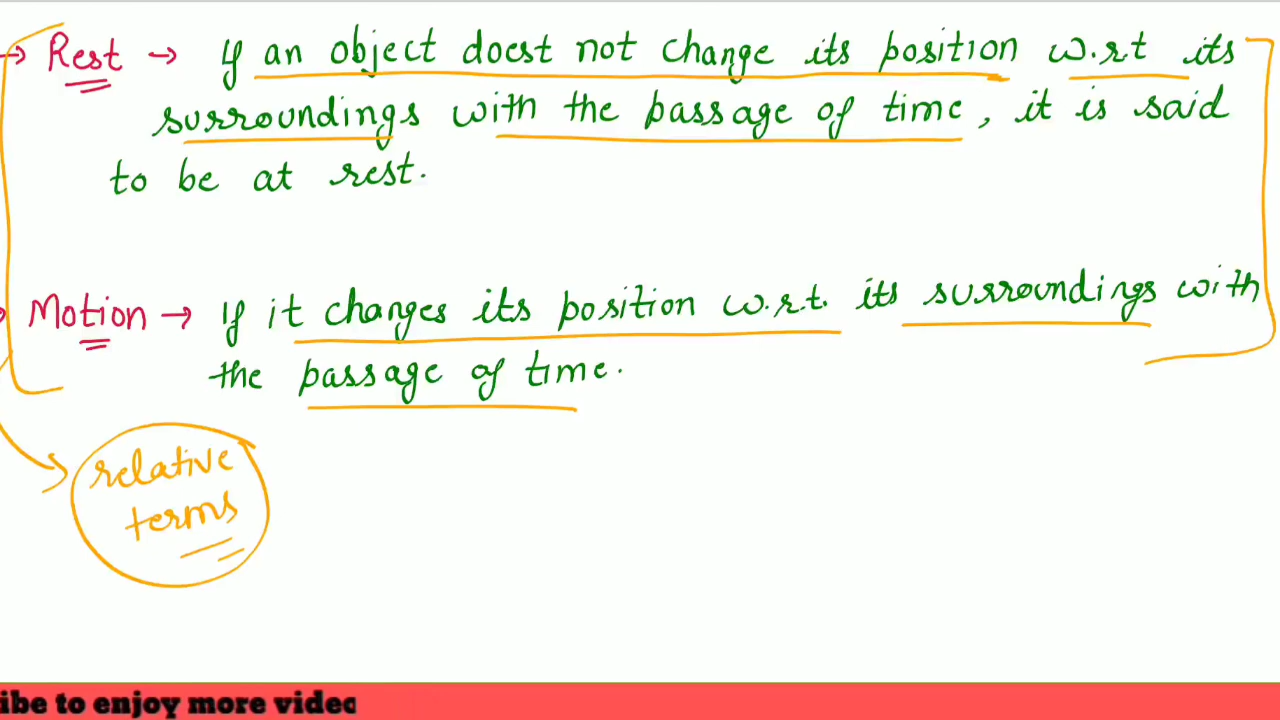 → Rest → If an object doest not change its position w.r.t its
surroundings with the passage of time, it is said
to be at rest.
Motion → If it changes its position w.r.t. its surroundings with
the passage of time.
relative
terms
ibe to enjoy more videc